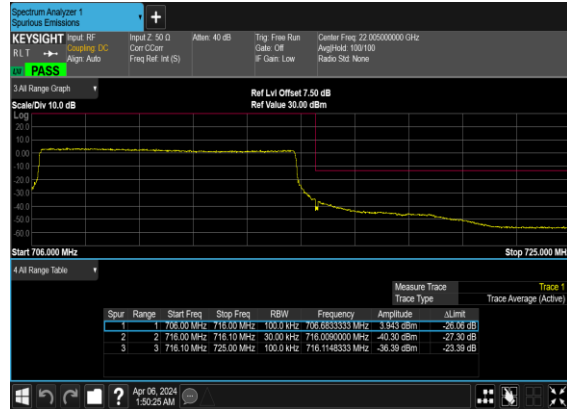 Spectrum Analyzer 1
Spurious Emissions
+
KEYSIGHT Input: RF Input Z: 50 Ω Atten: 40 dB Trig: Free Run Center Freq: 22.005000000 GHz
RLT Coupling: DC Corr CCorr Gate: Off Avg|Hold: 100/100
Align: Auto Freq Ref: Int (S) IF Gain: Low Radio Std: None
LW PASS
3 All Range Graph
Ref Lvl Offset 7.50 dB
Scale/Div 10.0 dB Ref Value 30.00 dBm
Log
20.0
10.0
0.00
-10.0
-20.0
-30.0
-40.0
-50.0
-60.0
Start 706.000 MHz Stop 725.000 MH
4 All Range Table
Measure Trace Trace 1
Trace Type Trace Average (Active)
Spur Range Start Freq Stop Freq RBW Frequency Amplitude ΔLimit
1 1 706.00 MHz 716.00 MHz 100.0 kHz 706.6833333 MHz 3.943 dBm -26.06 dB
2 2 716.00 MHz 716.10 MHz 30.00 kHz 716.0090000 MHz -40.30 dBm -27.30 dB
3 3 716.10 MHz 725.00 MHz 100.0 kHz 716.1148333 MHz -36.39 dBm -23.39 dB
? Apr 06, 2024
1:50:25 AM